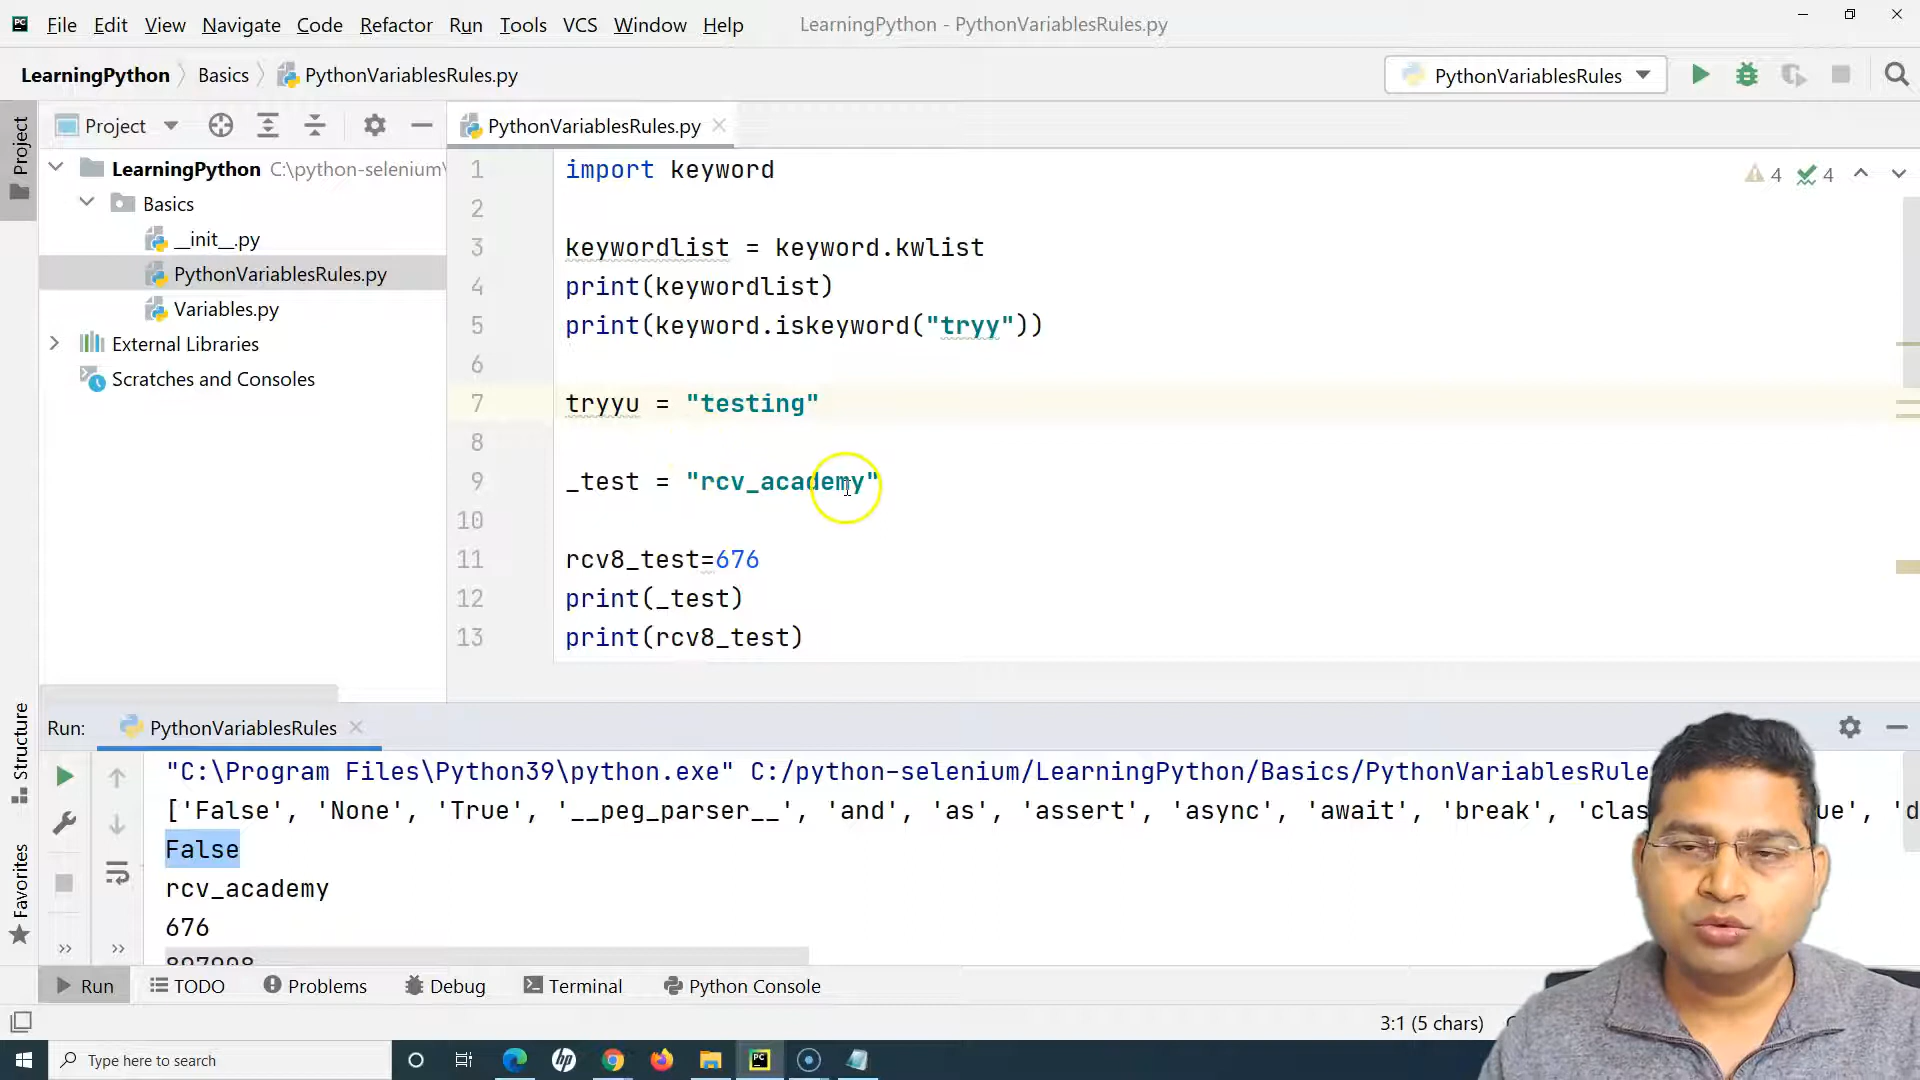 File Edit View Navigate Code Refactor Run Tools VCS Window Help LearningPython - PythonVariablesRules.py
LearningPython Basics PythonVariablesRules.py PythonVariablesRules
Project
Project PythonVariablesRules.py
LearningPython C:\python-selenium\
Basics
__init__.py
PythonVariablesRules.py
Variables.py
External Libraries
Scratches and Consoles
4 4
1 import keyword
2
3 keywordlist = keyword.kwlist
4 print(keywordlist)
5 print(keyword.iskeyword("tryy"))
6
7 tryyu = "testing"
8
9 _test = "rcv_academy"
10
11 rcv8_test=676
12 print(_test)
13 print(rcv8_test)
Structure
Favorites
Run: PythonVariablesRules
"C:\Program Files\Python39\python.exe" C:/python-selenium/LearningPython/Basics/PythonVariablesRule
['False', 'None', 'True', '__peg_parser__', 'and', 'as', 'assert', 'async', 'await', 'break', 'clas ue', 'd
False
rcv_academy
676
897908
Run TODO Problems Debug Terminal Python Console
3:1 (5 chars)
Type here to search